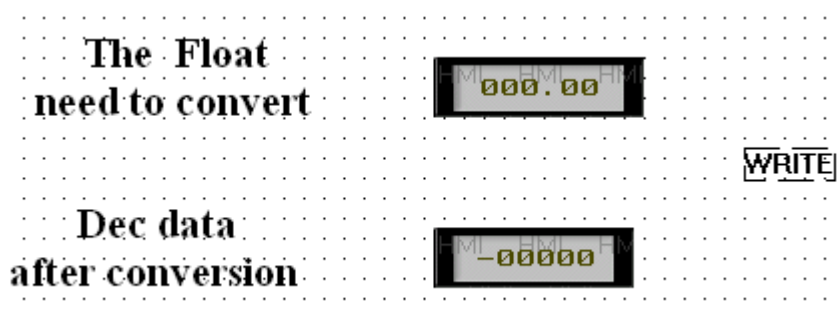 The Float
need to convert
HMI HMI HMI
000.00
WRITE
Dec data
after conversion
HMI HMI HMI
-00000